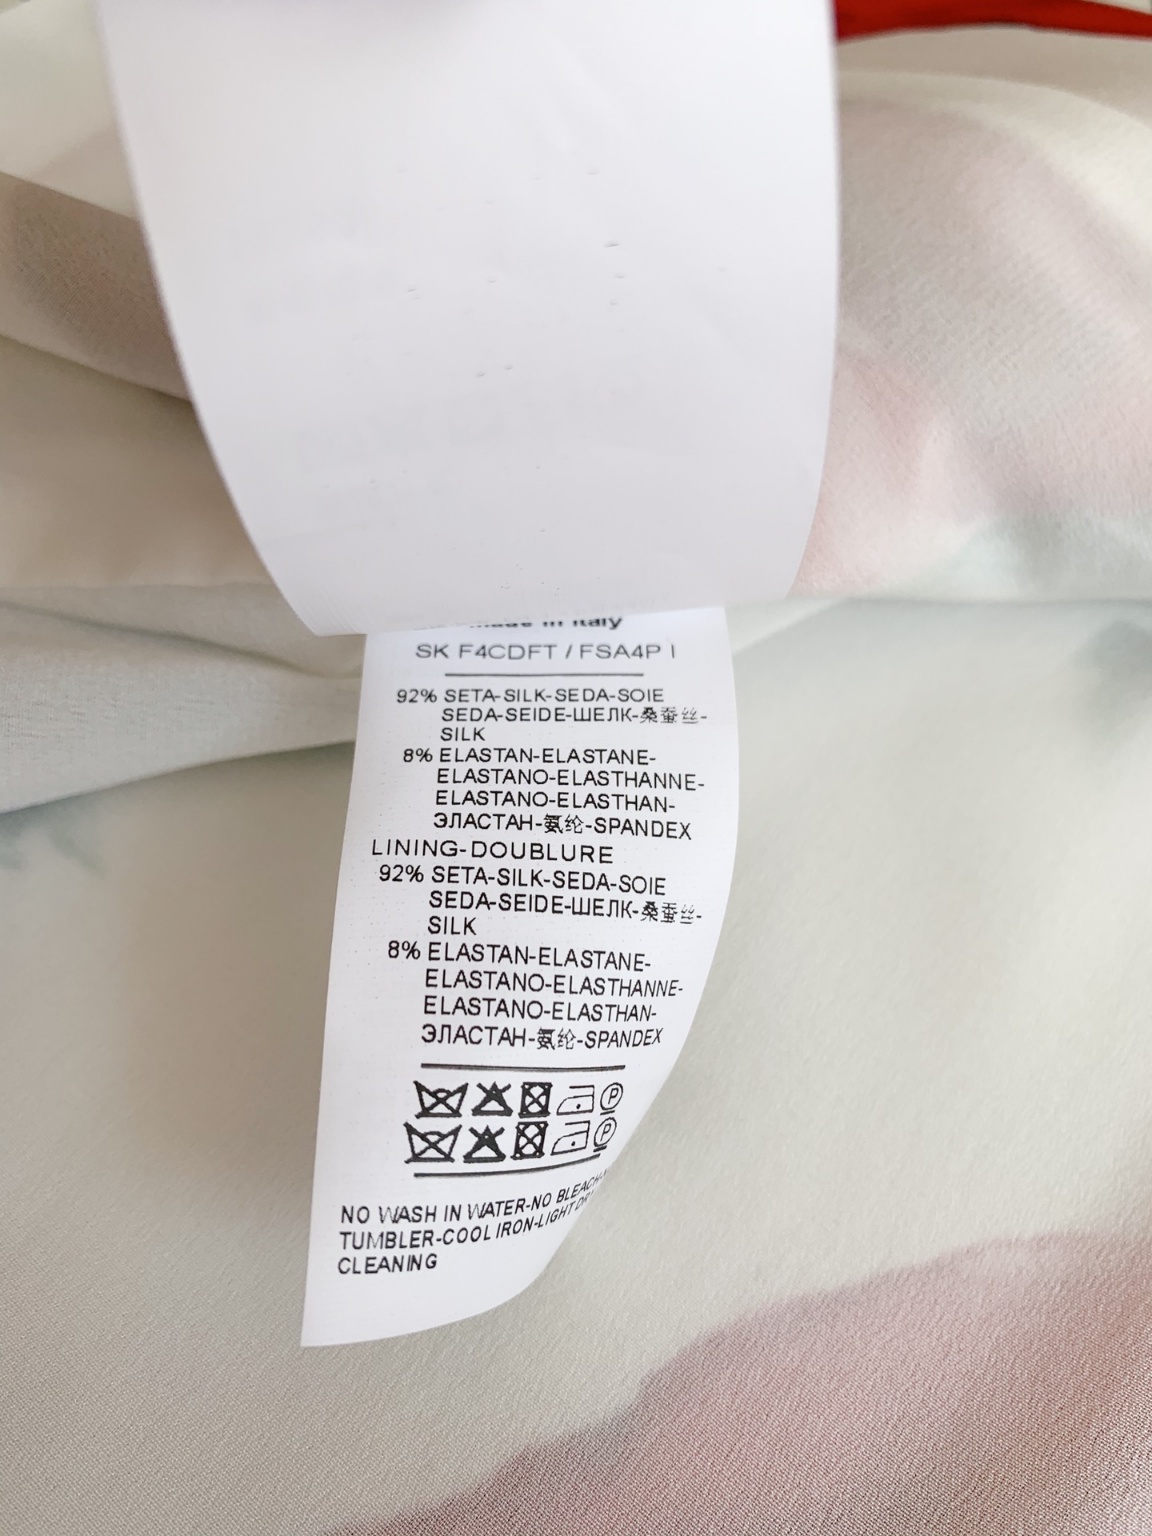 Made in Italy
SK F4CDFT / FSA4P I
92% SETA-SILK-SEDA-SOIE
SEDA-SEIDE-ШЕЛК-桑蚕丝-
SILK
8% ELASTAN-ELASTANE-
ELASTANO-ELASTHANNE-
ELASTANO-ELASTHAN-
ЭЛАСТАН-氨纶-SPANDEX
LINING-DOUBLURE
92% SETA-SILK-SEDA-SOIE
SEDA-SEIDE-ШЕЛК-桑蚕丝-
SILK
8% ELASTAN-ELASTANE-
ELASTANO-ELASTHANNE-
ELASTANO-ELASTHAN-
ЭЛАСТАН-氨纶-SPANDEX
P
P
NO WASH IN WATER-NO BLEACH-
TUMBLER-COOL IRON-LIGHT
CLEANING